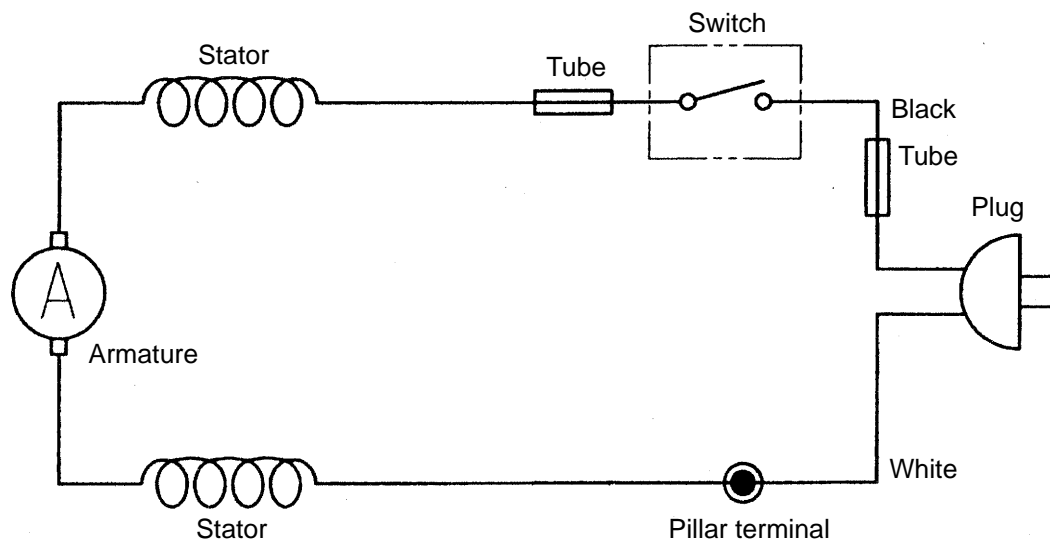 Switch
Stator
Tube
Black
Tube
Plug
A
Armature
White
Stator
Pillar terminal